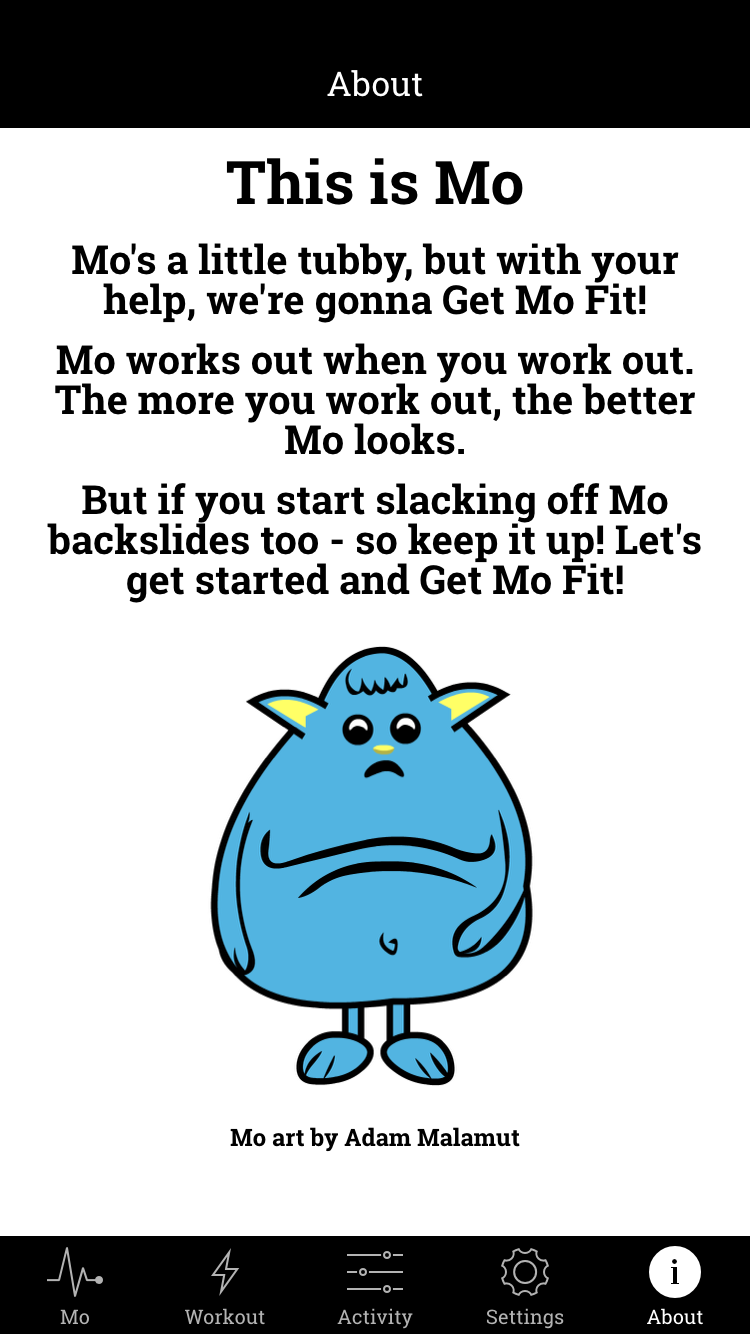 About
This is Mo
Mo's a little tubby, but with your
help, we're gonna Get Mo Fit!
Mo works out when you work out.
The more you work out, the better
Mo looks.
But if you start slacking off Mo
backslides too - so keep it up! Let's
get started and Get Mo Fit!
Mo art by Adam Malamut
i
Mo
Workout
Activity
Settings
About